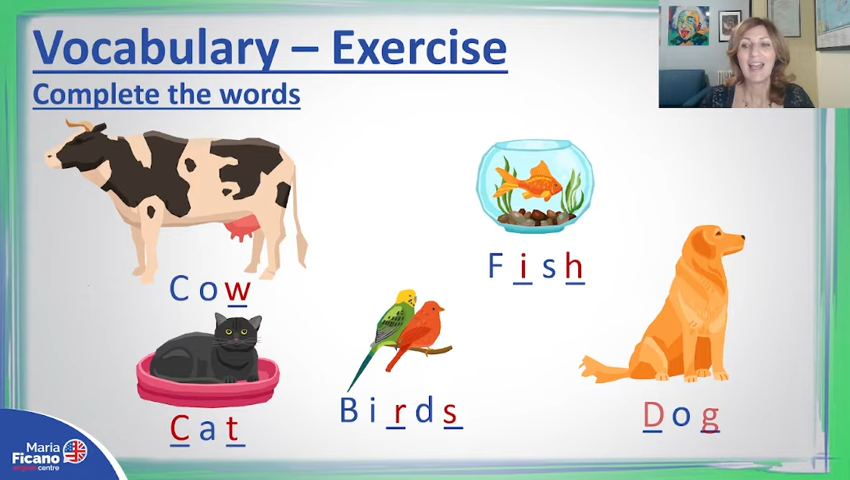 Vocabulary – Exercise
Complete the words
Cow
Fish
Cat
Birds
Dog
Maria
Ficano
english centre